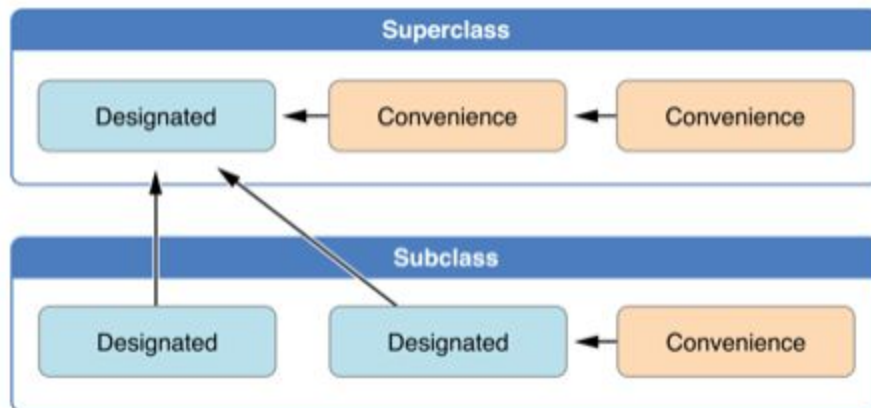 Superclass
Designated
Convenience
Convenience
Subclass
Designated
Designated
Convenience